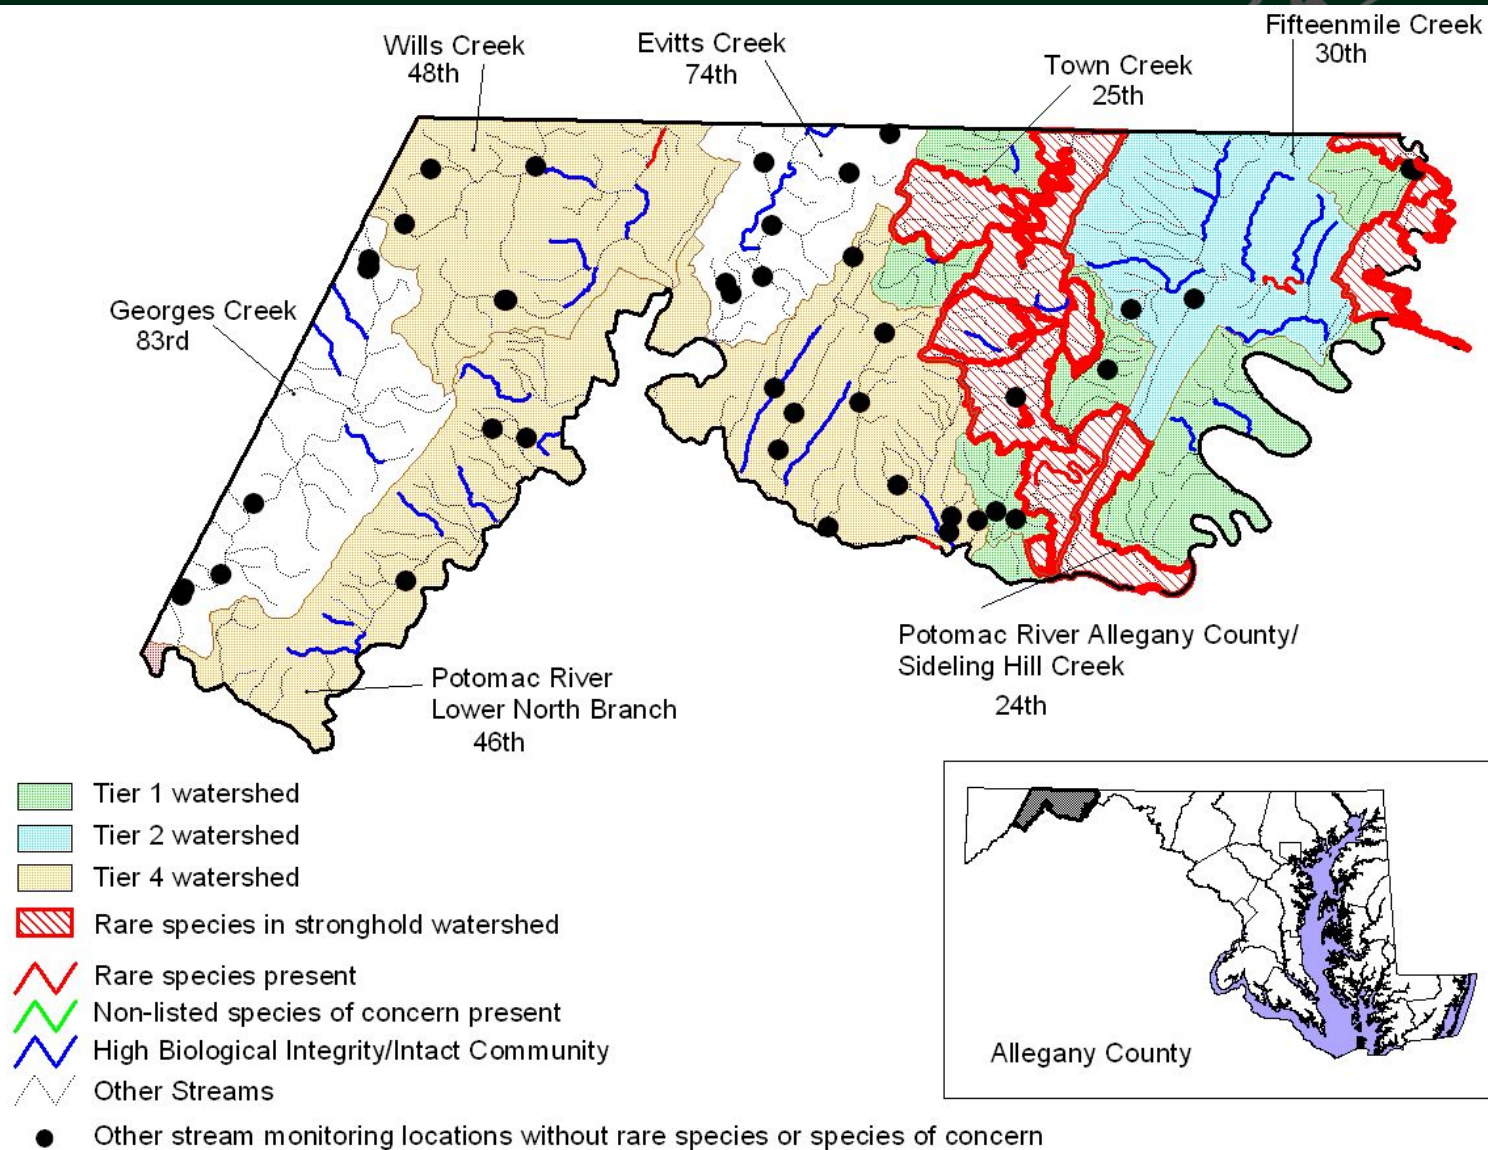 Wills Creek
48th
Evitts Creek
74th
Town Creek
25th
Fifteenmile Creek
30th
Georges Creek
83rd
Potomac River Allegany County/
Sideling Hill Creek
24th
Potomac River
Lower North Branch
46th
Tier 1 watershed
Tier 2 watershed
Tier 4 watershed
Rare species in stronghold watershed
Rare species present
Non-listed species of concern present
High Biological Integrity/Intact Community
Other Streams
Other stream monitoring locations without rare species or species of concern
Allegany County